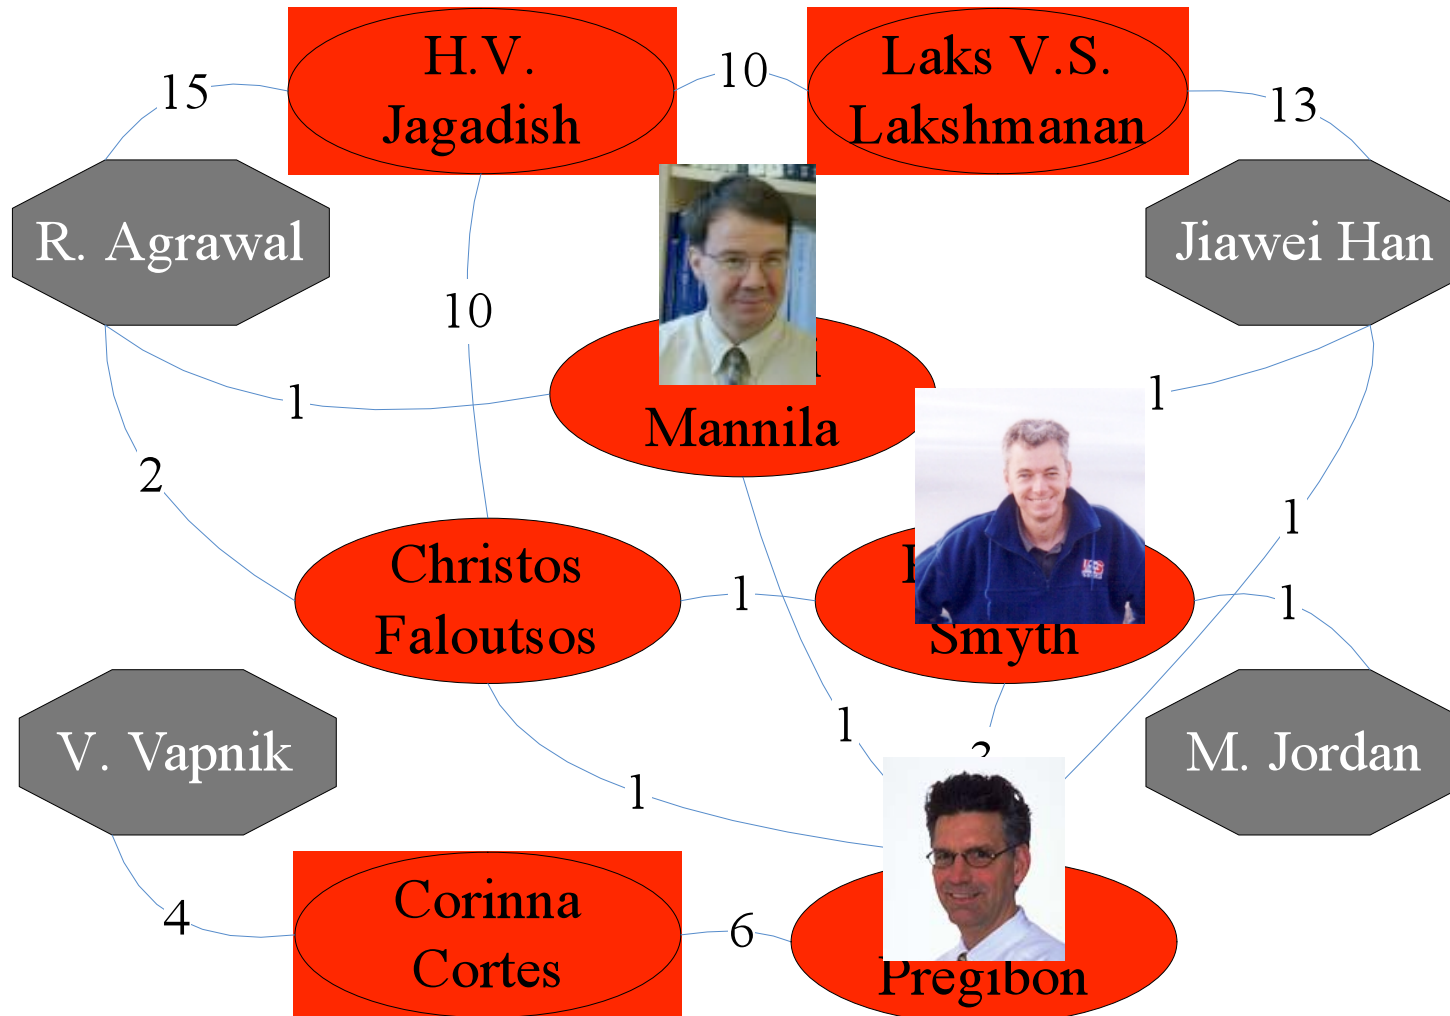 H.V.
Jagadish
10
Laks V.S.
Lakshmanan
15
13
R. Agrawal
Jiawei Han
10
1
Mannila
1
2
1
Christos
Faloutsos
1
Smyth
1
V. Vapnik
1
1
M. Jordan
Corinna
Cortes
4
6
Pregibon